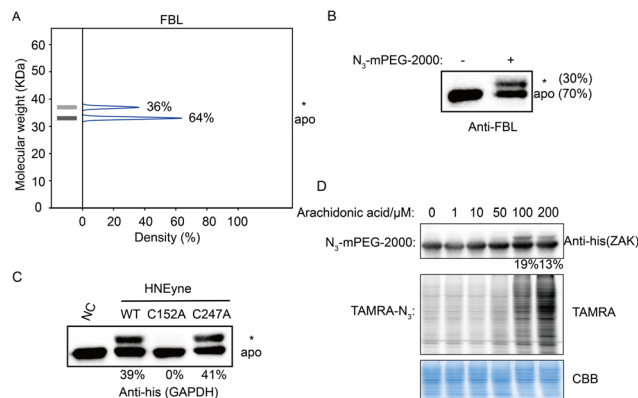 A
FBL
Molecular weight (KDa)
60
50
40
30
20
10
0
36%
64%
*
apo
0 20 40 60 80 100
Density (%)
B
N₃-mPEG-2000: - +
* (30%)
apo (70%)
Anti-FBL
C
HNEyne
NC WT C152A C247A
*
apo
39% 0% 41%
Anti-his (GAPDH)
D
Arachidonic acid/μM: 0 1 10 50 100 200
N₃-mPEG-2000: Anti-his(ZAK)
19% 13%
TAMRA-N₃: TAMRA
CBB